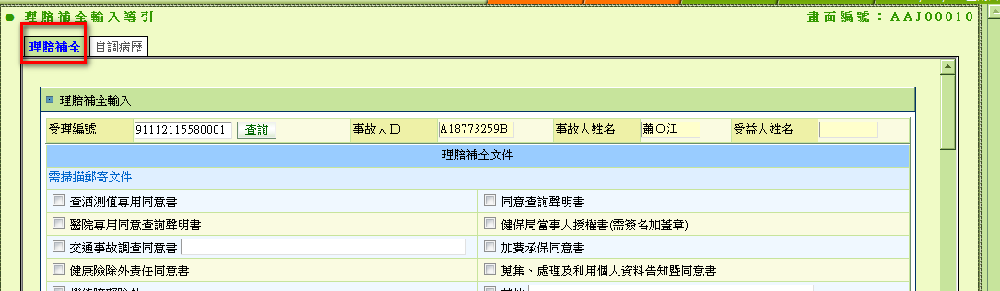 理賠補全輸入導引 畫面編號：AAJ00010
理賠補全 自調病歷
理賠補全輸入
受理編號 91112115580001 查詢 事故人ID A18773259B 事故人姓名 蕭○江 受益人姓名
理賠補全文件
需掃描郵寄文件
查酒測值專用同意書 同意查詢聲明書
醫院專用同意查詢聲明書 健保局當事人授權書(需簽名加蓋章)
交通事故調查同意書 加費承保同意書
健康險除外責任同意書 蒐集、處理及利用個人資料告知暨同意書